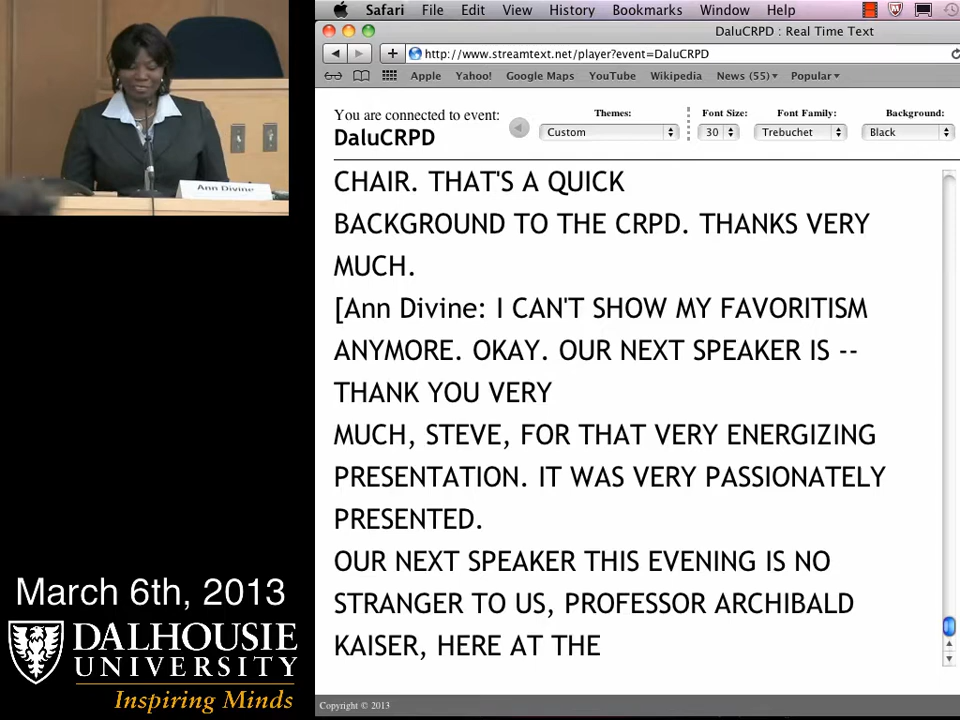 Safari File Edit View History Bookmarks Window Help
DaluCRPD : Real Time Text
http://www.streamtext.net/player?event=DaluCRPD
Apple Yahoo! Google Maps YouTube Wikipedia News (55) Popular
You are connected to event:
DaluCRPD
Themes: Font Size: Font Family: Background:
Custom 30 Trebuchet Black
CHAIR. THAT'S A QUICK
BACKGROUND TO THE CRPD. THANKS VERY
MUCH.
[Ann Divine: I CAN'T SHOW MY FAVORITISM
ANYMORE. OKAY. OUR NEXT SPEAKER IS --
THANK YOU VERY
MUCH, STEVE, FOR THAT VERY ENERGIZING
PRESENTATION. IT WAS VERY PASSIONATELY
PRESENTED.
OUR NEXT SPEAKER THIS EVENING IS NO
STRANGER TO US, PROFESSOR ARCHIBALD
KAISER, HERE AT THE
Copyright © 2013
Ann Divine
March 6th, 2013
DALHOUSIE
UNIVERSITY
Inspiring Minds